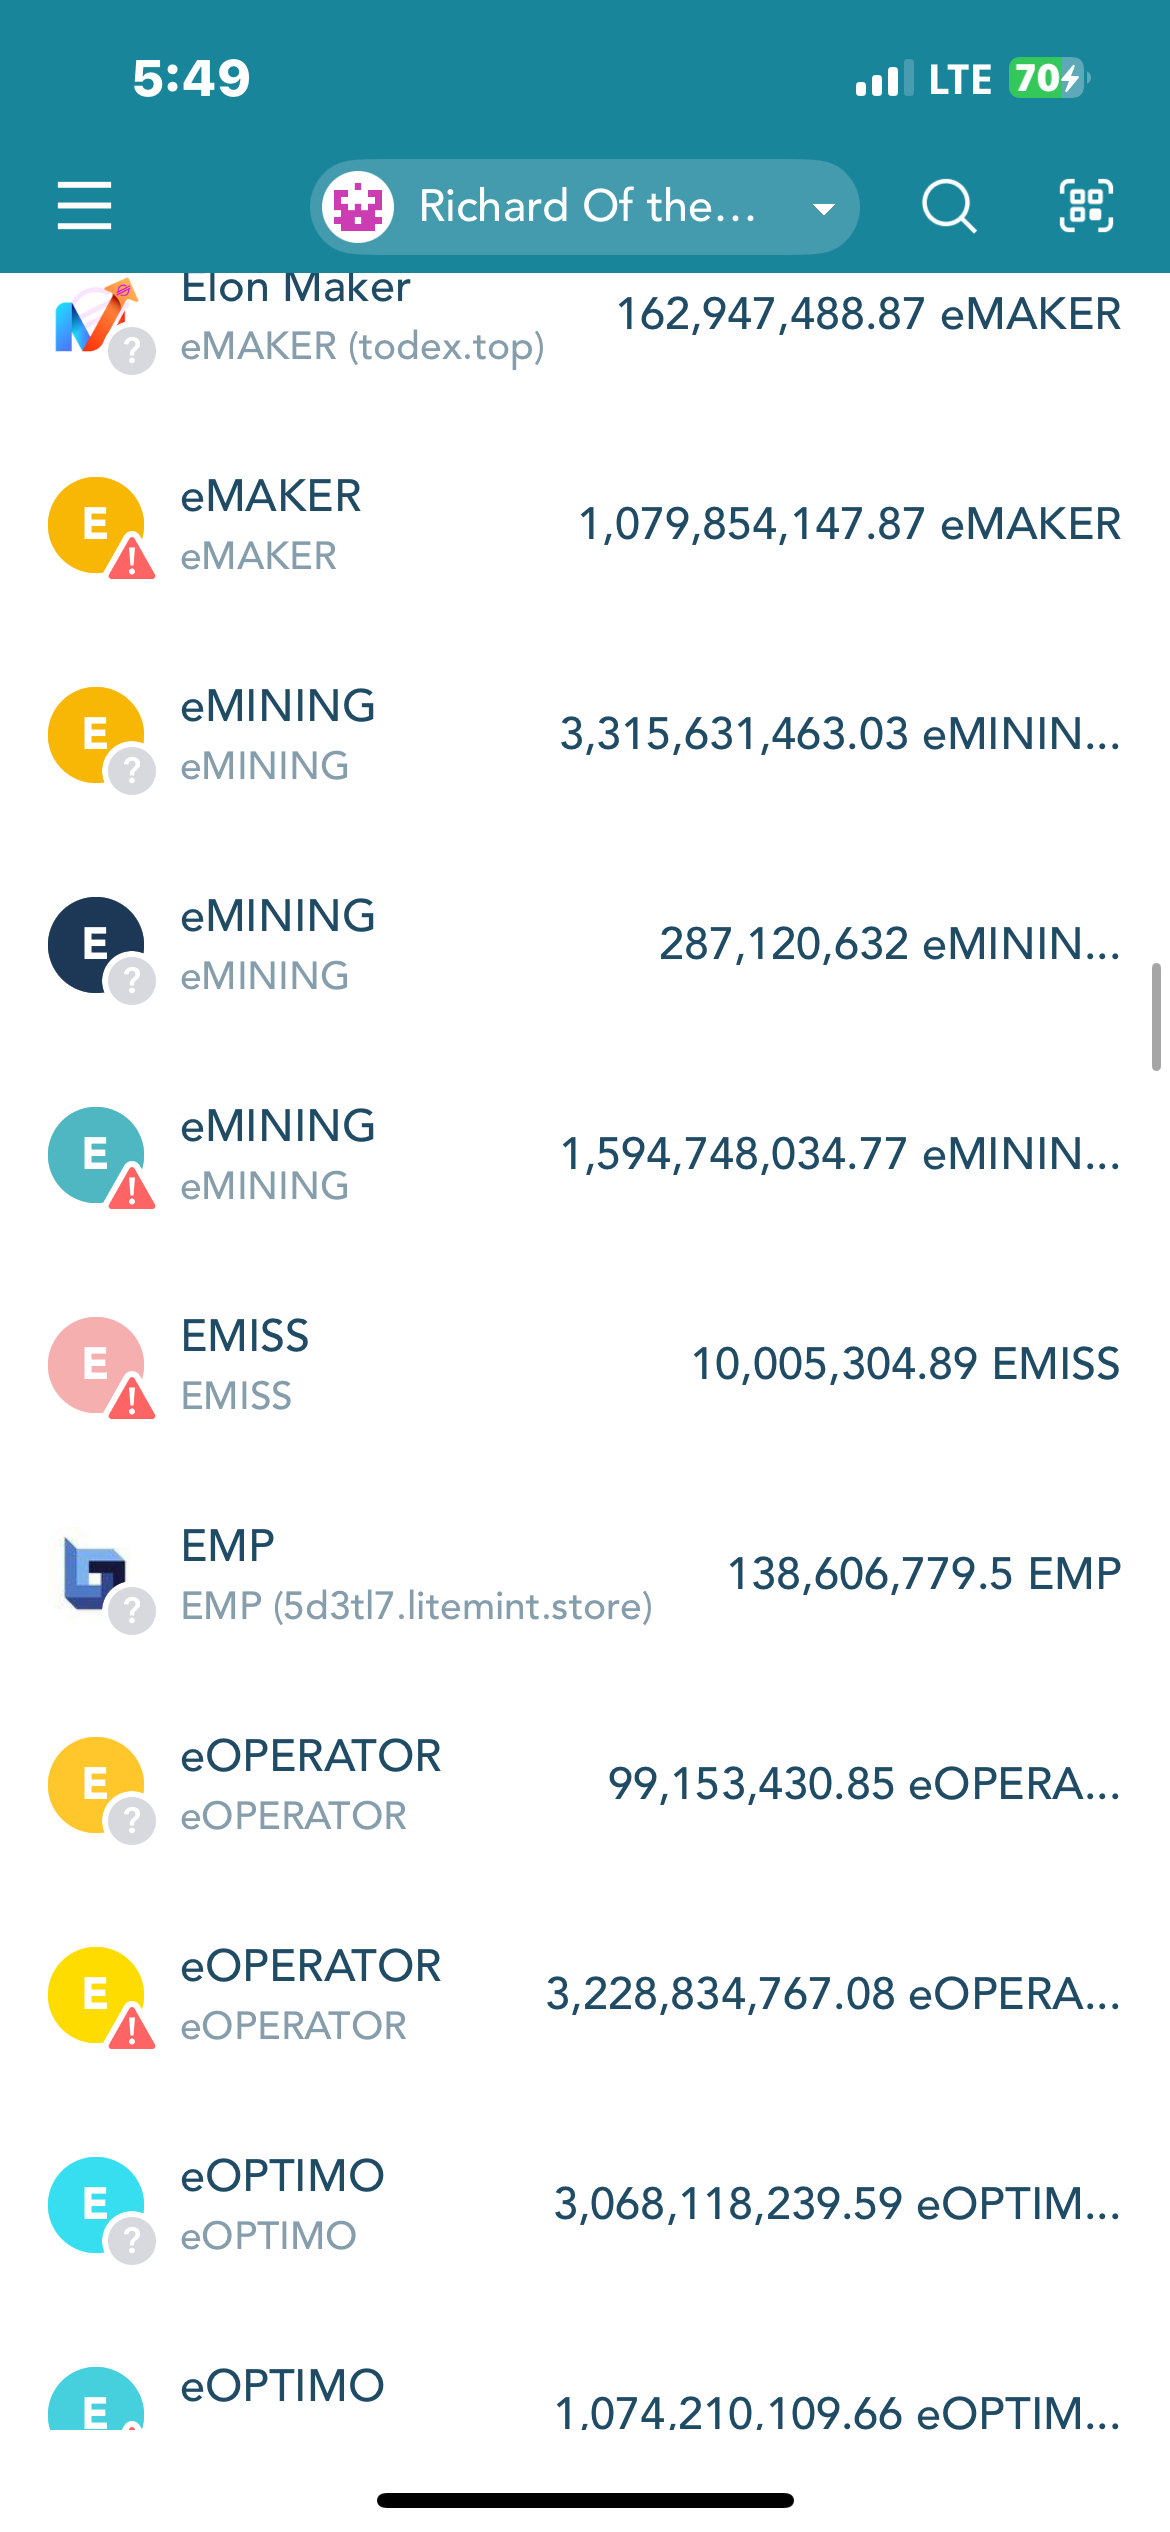 5:49
LTE 70
Richard Of the...
Elon Maker
162,947,488.87 eMAKER
eMAKER (todex.top)
E
eMAKER
1,079,854,147.87 eMAKER
eMAKER
E
eMINING
3,315,631,463.03 eMININ...
eMINING
E
eMINING
287,120,632 eMININ...
eMINING
E
eMINING
1,594,748,034.77 eMININ...
eMINING
E
EMISS
10,005,304.89 EMISS
EMISS
EMP
138,606,779.5 EMP
EMP (5d3tl7.litemint.store)
E
eOPERATOR
99,153,430.85 eOPERA...
eOPERATOR
E
eOPERATOR
3,228,834,767.08 eOPERA...
eOPERATOR
E
eOPTIMO
3,068,118,239.59 eOPTIM...
eOPTIMO
E
eOPTIMO
1,074,210,109.66 eOPTIM...